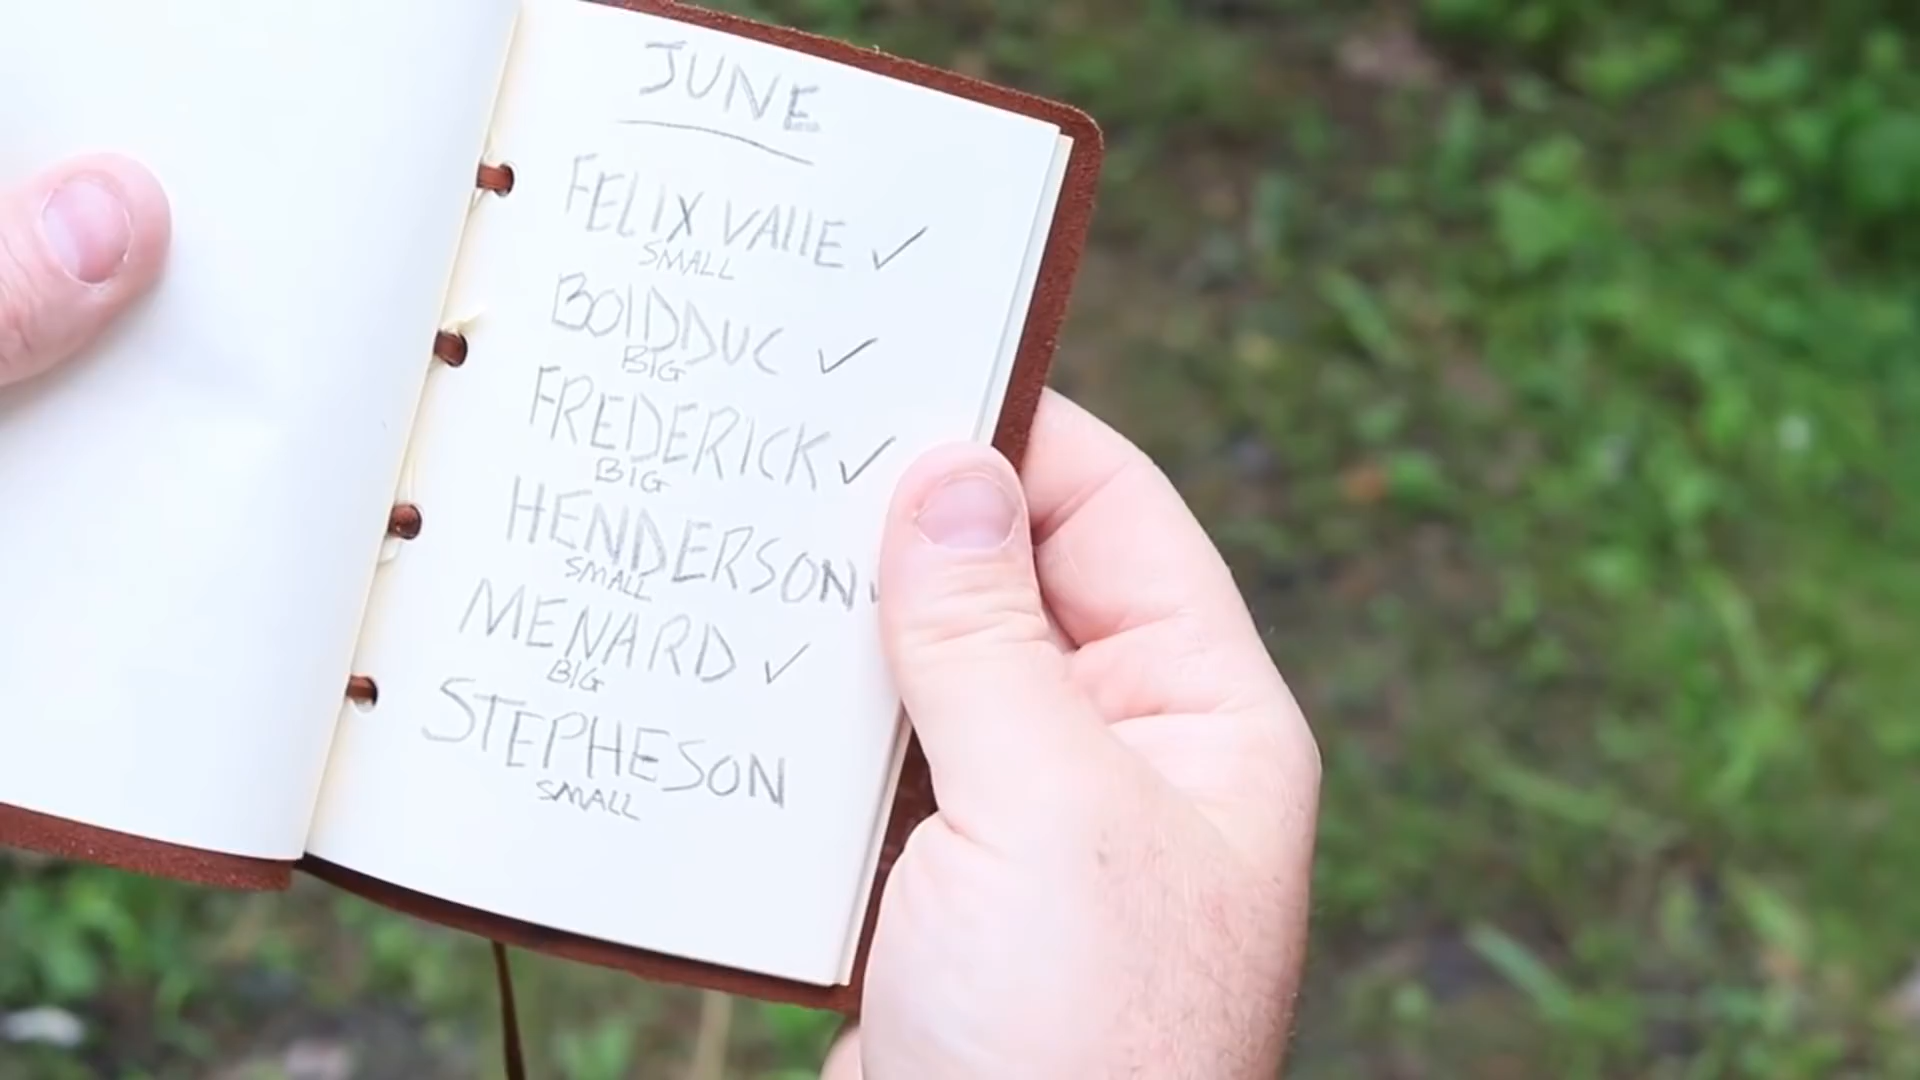 JUNE
FELIX VAllE ✓
SMALL
BOIDDUC ✓
BIG
FREDERICK ✓
BIG
HENDERSON ✓
SMALL
MENARD ✓
BIG
STEPHESON
SMALL